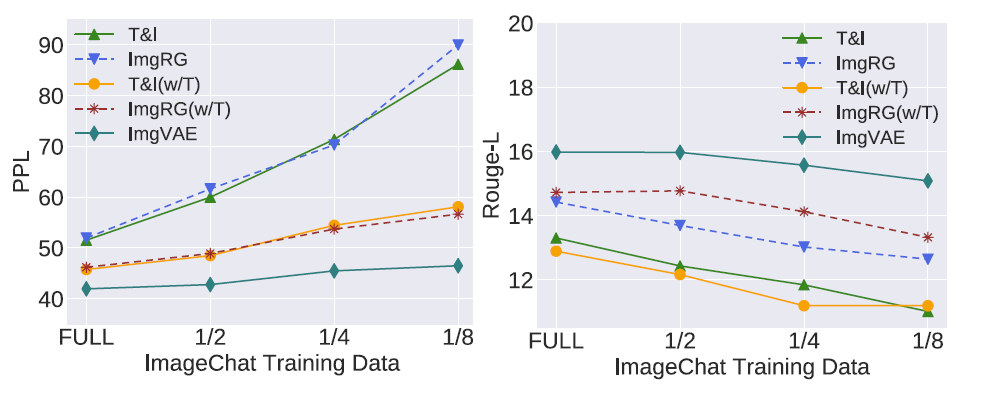 PPL
90
80
70
60
50
40
T&I
ImgRG
T&I(w/T)
ImgRG(w/T)
ImgVAE
FULL 1/2 1/4 1/8
ImageChat Training Data
Rouge-L
20
18
16
14
12
T&I
ImgRG
T&I(w/T)
ImgRG(w/T)
ImgVAE
FULL 1/2 1/4 1/8
ImageChat Training Data